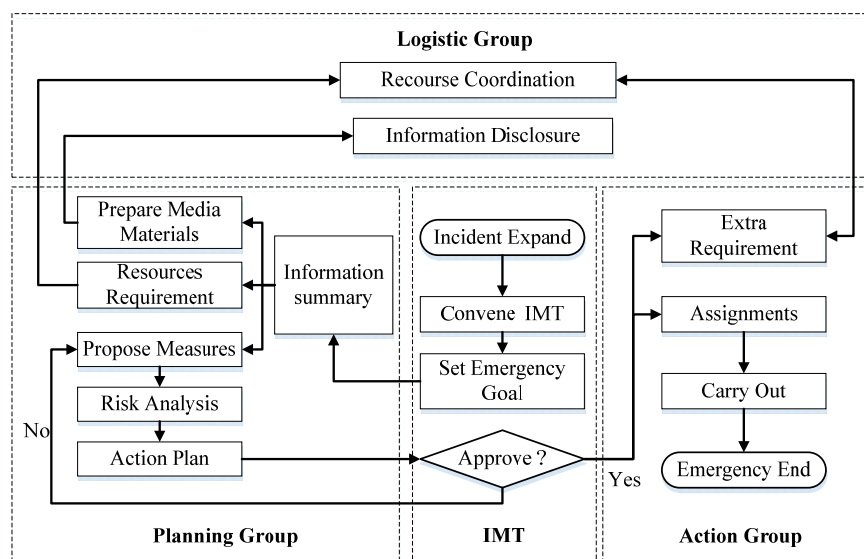 Logistic Group
Recourse Coordination
Information Disclosure
Prepare Media
Materials
Resources
Requirement
Information
summary
Propose Measures
Risk Analysis
Action Plan
No
Planning Group
Incident Expand
Convene IMT
Set Emergency
Goal
Approve ?
Yes
IMT
Extra
Requirement
Assignments
Carry Out
Emergency End
Action Group